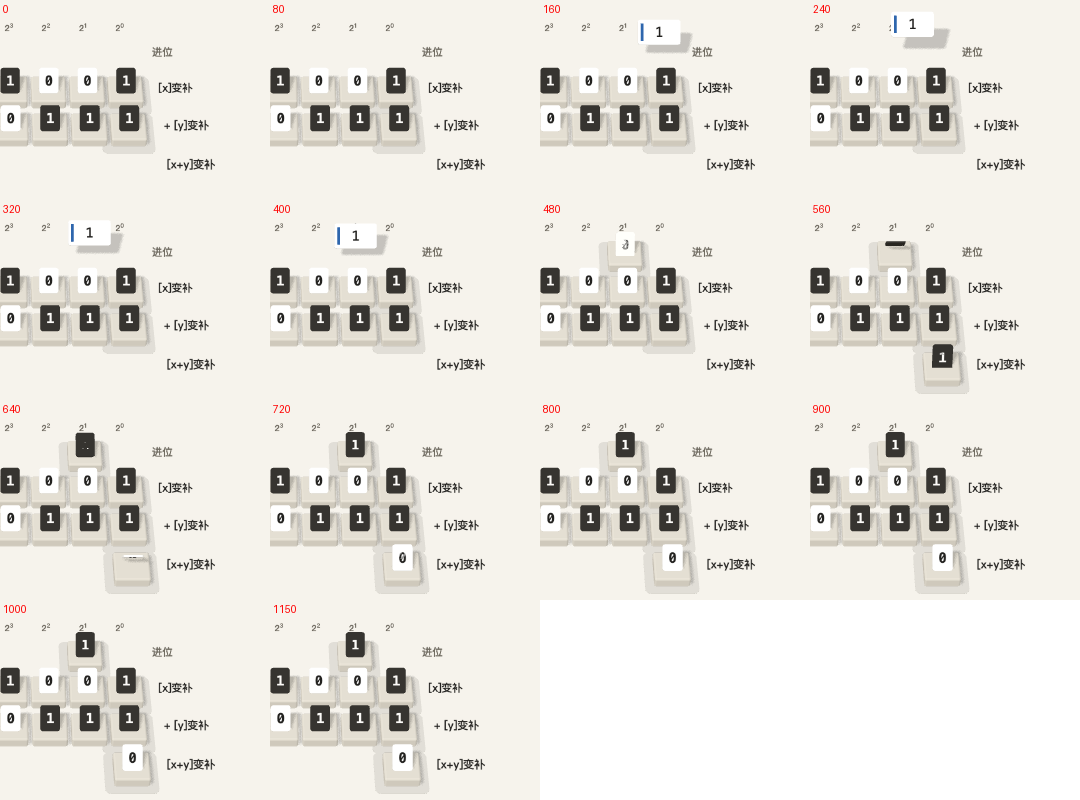 0
2³ 2² 2¹ 2⁰
进位
1 0 0 1 [x]变补
0 1 1 1 + [y]变补
[x+y]变补
80
2³ 2² 2¹ 2⁰
进位
1 0 0 1 [x]变补
0 1 1 1 + [y]变补
[x+y]变补
160
2³ 2² 2¹
1
进位
1 0 0 1 [x]变补
0 1 1 1 + [y]变补
[x+y]变补
240
2³ 2²
1
进位
1 0 0 1 [x]变补
0 1 1 1 + [y]变补
[x+y]变补
320
2³ 2² 2⁰
1
进位
1 0 0 1 [x]变补
0 1 1 1 + [y]变补
[x+y]变补
400
2³ 2² 2⁰
1
进位
1 0 0 1 [x]变补
0 1 1 1 + [y]变补
[x+y]变补
480
2³ 2² 2¹ 2⁰
进位
1 0 0 1 [x]变补
0 1 1 1 + [y]变补
[x+y]变补
560
2³ 2² 2¹ 2⁰
进位
1 0 0 1 [x]变补
0 1 1 1 + [y]变补
1 [x+y]变补
640
2³ 2² 2¹ 2⁰
进位
1 0 0 1 [x]变补
0 1 1 1 + [y]变补
[x+y]变补
720
2³ 2² 2¹ 2⁰
1 进位
1 0 0 1 [x]变补
0 1 1 1 + [y]变补
0 [x+y]变补
800
2³ 2² 2¹ 2⁰
1 进位
1 0 0 1 [x]变补
0 1 1 1 + [y]变补
0 [x+y]变补
900
2³ 2² 2¹ 2⁰
1 进位
1 0 0 1 [x]变补
0 1 1 1 + [y]变补
0 [x+y]变补
1000
2³ 2² 2¹ 2⁰
1 进位
1 0 0 1 [x]变补
0 1 1 1 + [y]变补
0 [x+y]变补
1150
2³ 2² 2¹ 2⁰
1 进位
1 0 0 1 [x]变补
0 1 1 1 + [y]变补
0 [x+y]变补